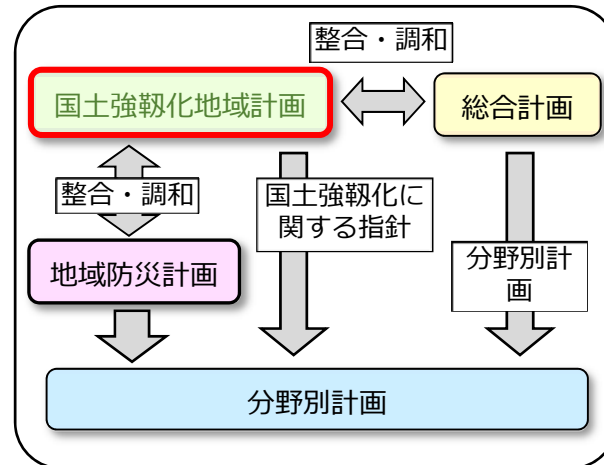 整合・調和
国土強靱化地域計画
総合計画
整合・調和
国土強靱化に
関する指針
地域防災計画
分野別計
画
分野別計画